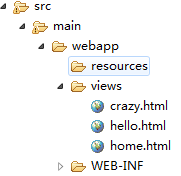 src
main
webapp
resources
views
crazy.html
hello.html
home.html
WEB-INF